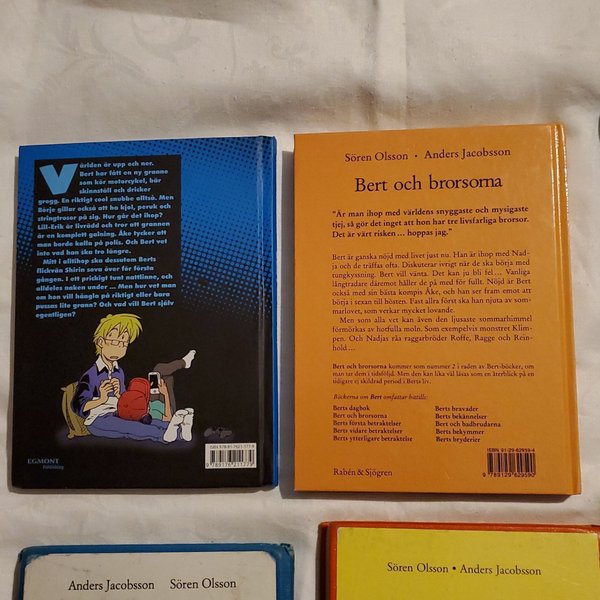 Världen är upp och ner.
Bert har fått en ny granne
som kör motorcykel, bär
skinnställ och dricker
grogg. En riktigt cool snubbe alltså. Men
Börje gillar också att ha kjol, peruk och
stringtrosor på sig. Hur går det ihop?
Lill-Erik är livrädd och tror att grannen
är en komplett galning. Åke tycker att
man borde kalla på polis. Och Bert vet
inte vad han ska tro längre.
Mitt i alltihop ska dessutom Berts
flickvän Shirin sova över för första
gången. I ett prickigt tunt nattlinne, och
alldeles naken under ... Men hur vet man
om hon vill hångla på riktigt eller bara
pussas lite grann? Och vad vill Bert själv
egentligen?
EGMONT
Publishing
Sören Olsson · Anders Jacobsson
Bert och brorsorna
"Är man ihop med världens snyggaste och mysigaste
tjej, så gör det inget att hon har tre livsfarliga brorsor.
Det är värt risken ... hoppas jag."
Bert är ganska nöjd med livet just nu. Han är ihop med Nad-
ja och de träffas ofta. Diskuterar ivrigt när de ska börja med
tungkyssning. Bert vill vänta. Det kan ju bli fel ... Vanliga
långtradare däremot håller de på med för fullt. Nöjd är Bert
också med sin bästa kompis Åke, och han ser fram emot att
börja i sexan till hösten. Fast allra först ska han njuta av som-
marlovet, som verkar mycket lovande.
Men som alla vet kan även den ljusaste sommarhimmel
förmörkas av hotfulla moln. Som exempelvis monstret Klim-
pen. Och Nadjas råa raggarbröder Roffe, Ragge och Rein-
hold ...
Bert och brorsorna kommer som nummer 2 i raden av Bert-böcker, om
man tar dem i tidsföljd. Men den kan lika väl läsas som en återblick på en
tidigare ej skildrad period i Berts liv.
Böckerna om Bert omfattar hittills:
Berts dagbok
Bert och brorsorna
Berts första betraktelser
Berts vidare betraktelser
Berts ytterligare betraktelser
Berts bravader
Berts bekännelser
Bert och badbrudarna
Berts bekymmer
Berts bryderier
Rabén & Sjögren
ISBN 91-29-62959-4
9 789129 629590
Anders Jacobsson Sören Olsson
Sören Olsson • Anders Jacobsson